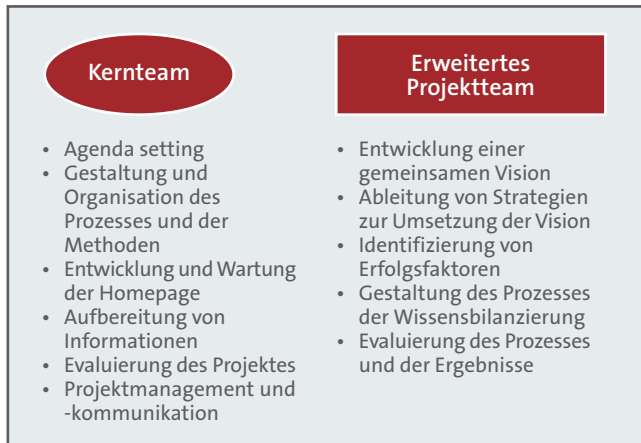 Kernteam
• Agenda setting
• Gestaltung und
Organisation des
Prozesses und der
Methoden
• Entwicklung und Wartung
der Homepage
• Aufbereitung von
Informationen
• Evaluierung des Projektes
• Projektmanagement und
-kommunikation
Erweitertes
Projektteam
• Entwicklung einer
gemeinsamen Vision
• Ableitung von Strategien
zur Umsetzung der Vision
• Identifizierung von
Erfolgsfaktoren
• Gestaltung des Prozesses
der Wissensbilanzierung
• Evaluierung des Prozesses
und der Ergebnisse